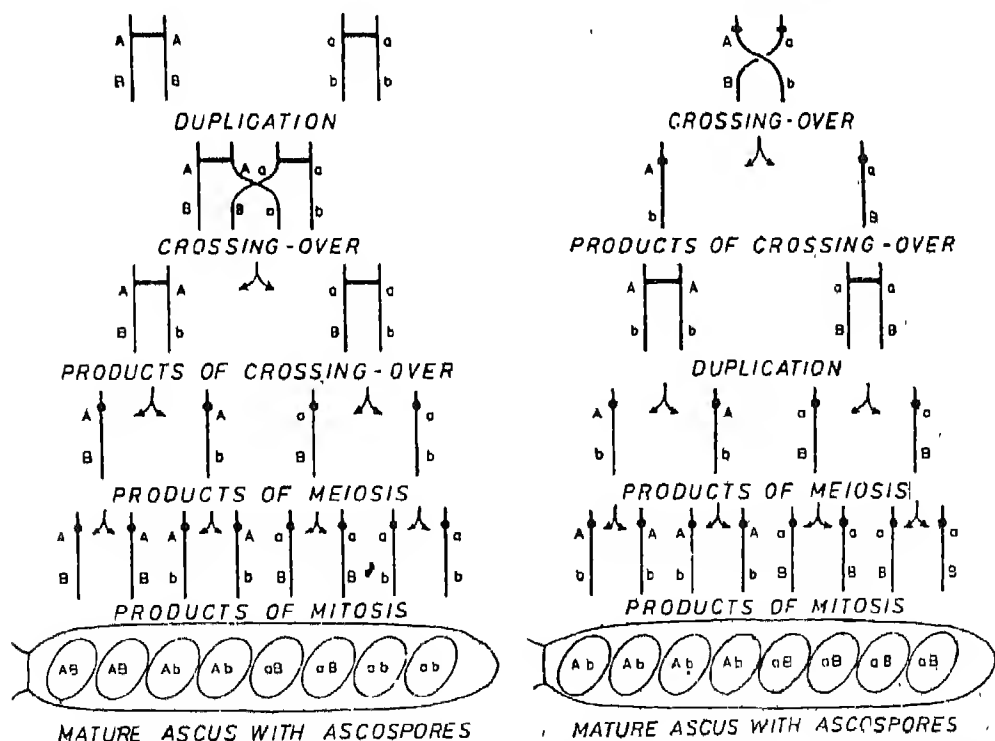 A A a a
B B b b
DUPLICATION
A A a a
B B a b
CROSSING-OVER
A A a a
B b B b
PRODUCTS OF CROSSING-OVER
A A a a
B b B b
PRODUCTS OF MEIOSIS
A A A A a a a a
B B b b B B b b
PRODUCTS OF MITOSIS
AB AB Ab Ab aB aB ab ab
MATURE ASCUS WITH ASCOSPORES
A a
B b
CROSSING-OVER
A a
b B
PRODUCTS OF CROSSING-OVER
A A a a
b b B B
DUPLICATION
A A a a
b b B B
PRODUCTS OF MEIOSIS
A A A A a a a a
b b b b B B B B
PRODUCTS OF MITOSIS
Ab Ab Ab Ab aB aB aB aB
MATURE ASCUS WITH ASCOSPORES